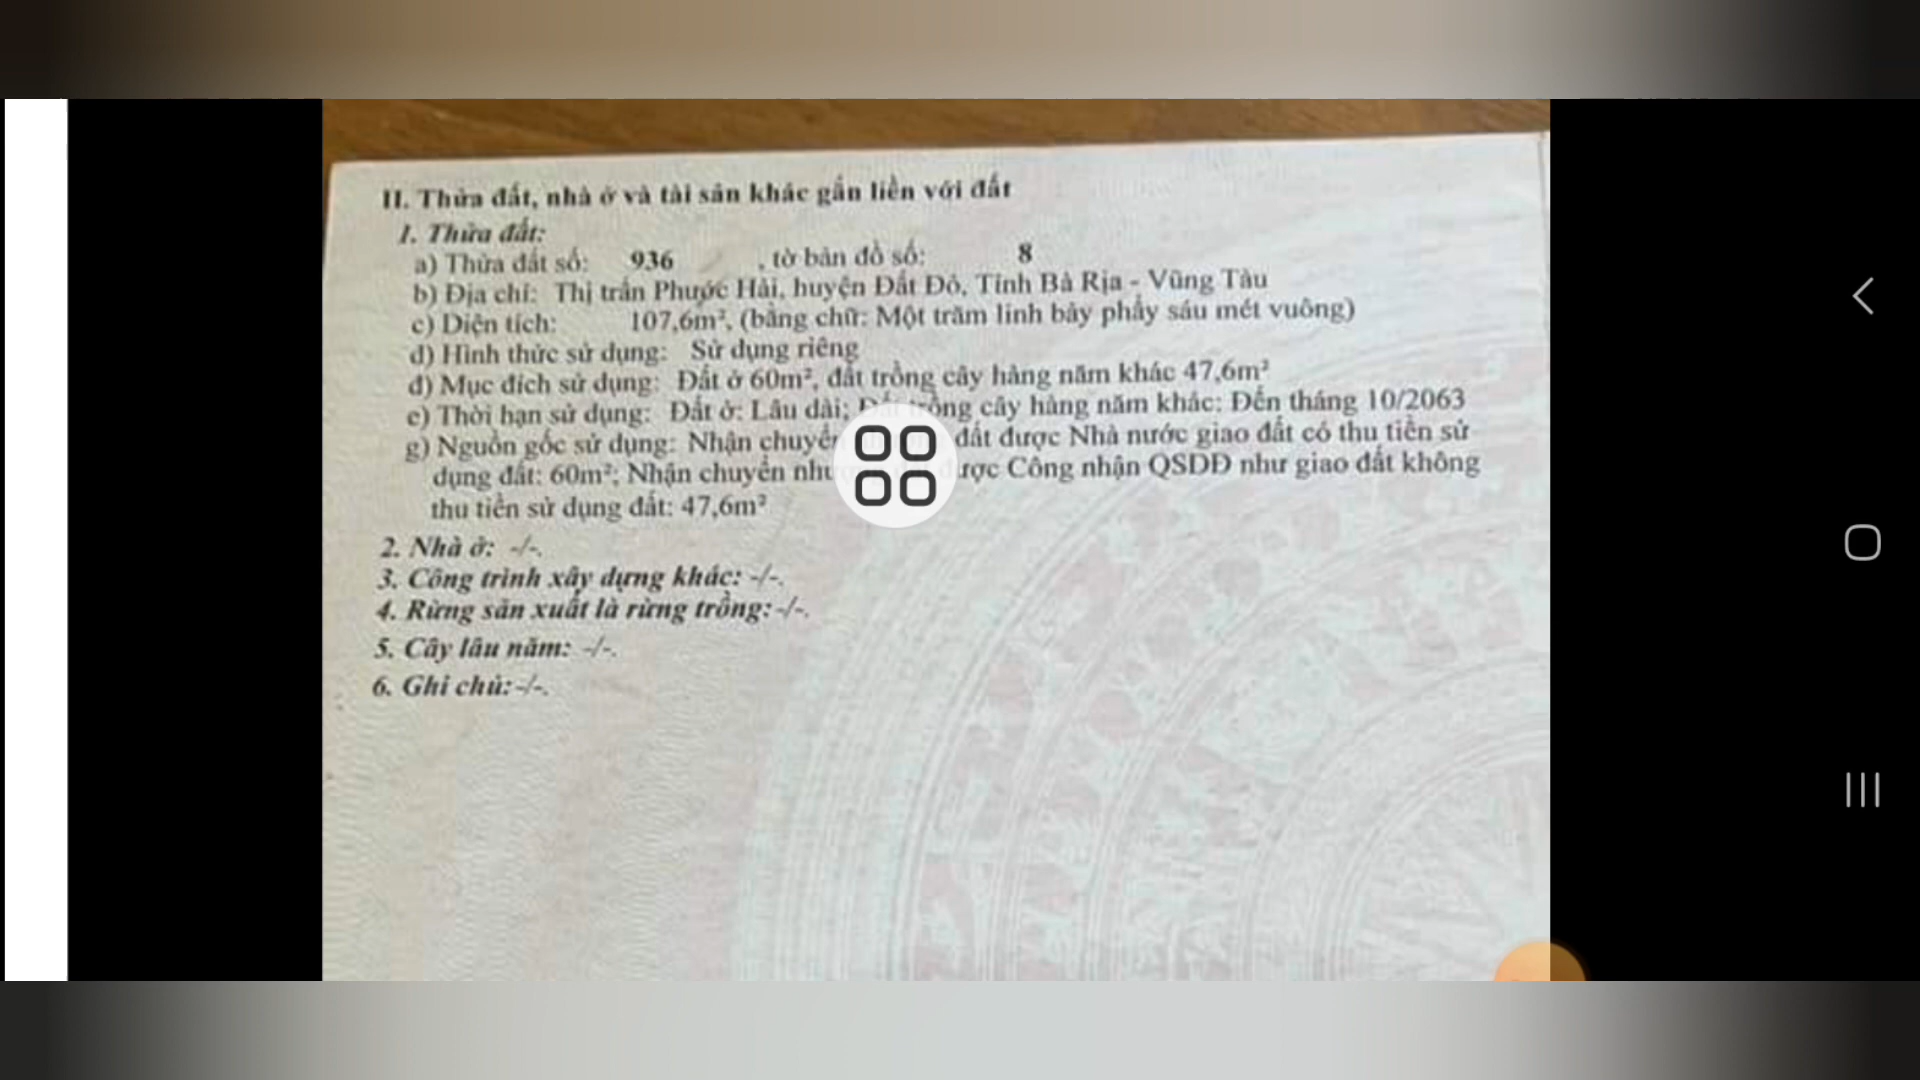 II. Thửa đất, nhà ở và tài sản khác gắn liền với đất
1. Thửa đất:
a) Thửa đất số: 936 , tờ bản đồ số: 8
b) Địa chỉ: Thị trấn Phước Hải, huyện Đất Đỏ, Tỉnh Bà Rịa - Vũng Tàu
c) Diện tích: 107,6m², (bằng chữ: Một trăm linh bảy phẩy sáu mét vuông)
d) Hình thức sử dụng: Sử dụng riêng
đ) Mục đích sử dụng: Đất ở 60m², đất trồng cây hàng năm khác 47,6m²
e) Thời hạn sử dụng: Đất ở: Lâu dài; Đất trồng cây hàng năm khác: Đến tháng 10/2063
g) Nguồn gốc sử dụng: Nhận chuyển đất được Nhà nước giao đất có thu tiền sử
dụng đất: 60m²; Nhận chuyển được Công nhận QSDĐ như giao đất không
thu tiền sử dụng đất: 47,6m²
2. Nhà ở: -/-.
3. Công trình xây dựng khác: -/-.
4. Rừng sản xuất là rừng trồng: -/-.
5. Cây lâu năm: -/-.
6. Ghi chú: -/-.